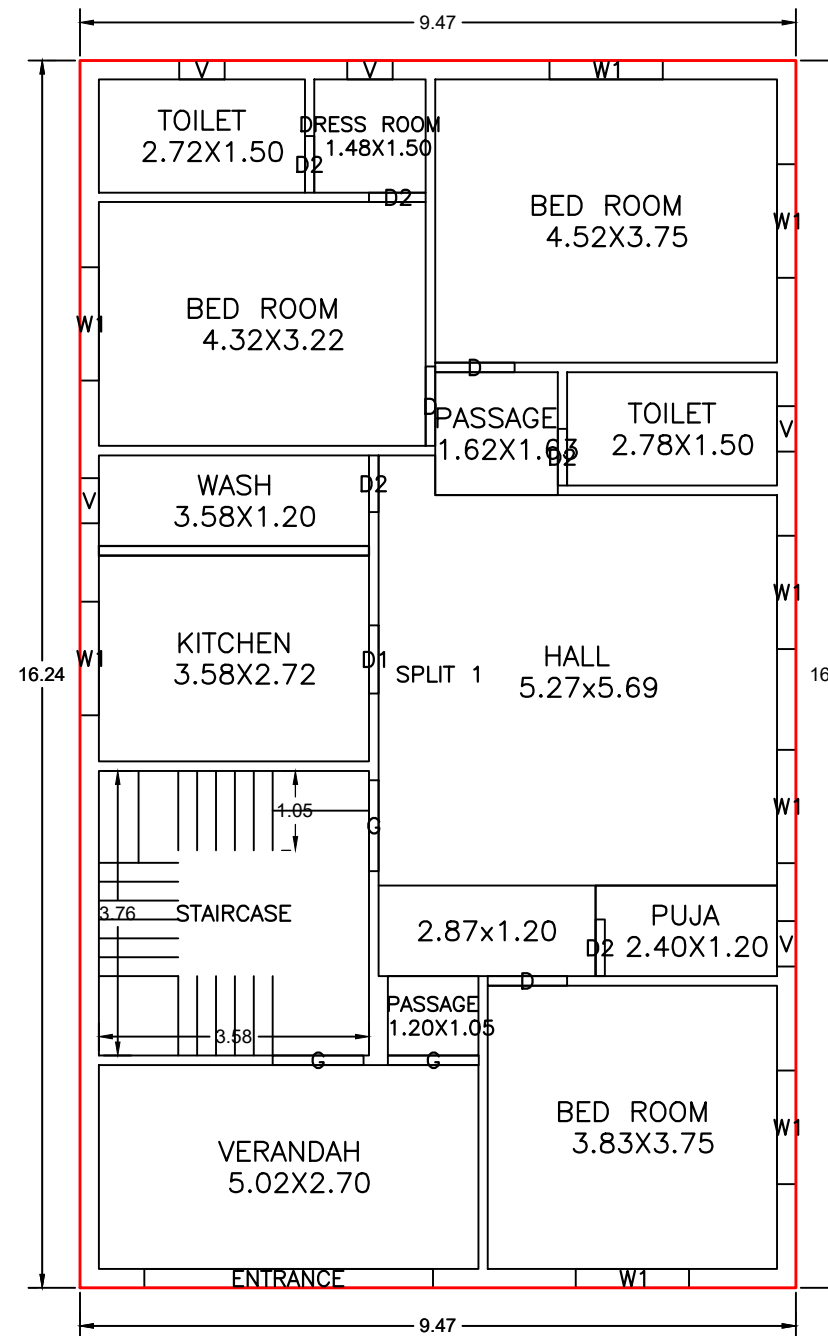 9.47
V
V
W1
TOILET
2.72X1.50
DRESS ROOM
1.48X1.50
D2
D2
BED ROOM
4.52X3.75
W1
BED ROOM
4.32X3.22
W1
D
D
PASSAGE
1.62X1.63
D2
TOILET
2.78X1.50
V
WASH
3.58X1.20
D2
V
W1
KITCHEN
3.58X2.72
W1
D1
SPLIT 1
HALL
5.27x5.69
16.24
16
W1
1.05
G
3.76
STAIRCASE
2.87x1.20
D2
PUJA
2.40X1.20
V
D
PASSAGE
1.20X1.05
3.58
G
G
BED ROOM
3.83X3.75
W1
VERANDAH
5.02X2.70
ENTRANCE
W1
9.47